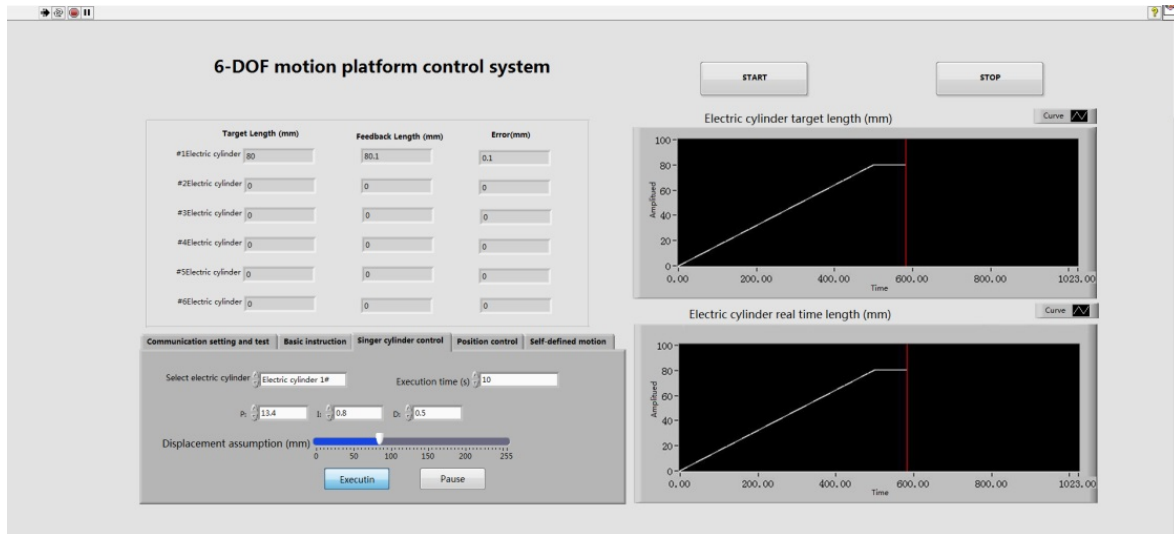 6-DOF motion platform control system
START
STOP
Target Length (mm)
Feedback Length (mm)
Error(mm)
#1Electric cylinder 80 80.1 0.1
#2Electric cylinder 0 0 0
#3Electric cylinder 0 0 0
#4Electric cylinder 0 0 0
#5Electric cylinder 0 0 0
#6Electric cylinder 0 0 0
Communication setting and test
Basic instruction
Singer cylinder control
Position control
Self-defined motion
Select electric cylinder Electric cylinder 1#
Execution time (s) 10
P: 13.4 I: 0.8 D: 0.5
Displacement assumption (mm)
0 50 100 150 200 255
Executin
Pause
Electric cylinder target length (mm)
Curve
Amplitued
100
80
60
40
20
0
0.00 200.00 400.00 600.00 800.00 1023.00
Time
Electric cylinder real time length (mm)
Curve
Amplitued
100
80
60
40
20
0
0.00 200.00 400.00 600.00 800.00 1023.00
Time